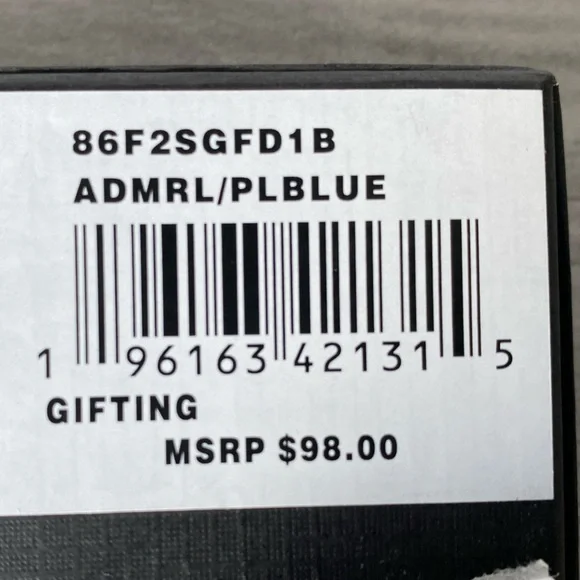 86F2SGFD1B
ADMRL/PLBLUE
1 96163 42131 5
GIFTING
MSRP $98.00